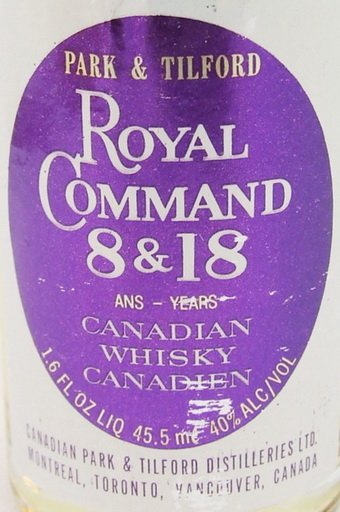 PARK & TILFORD
ROYAL
COMMAND
8 & 18
ANS - YEARS
CANADIAN
WHISKY
CANADIEN
1.6 FL OZ LIQ 45.5 ml 40% ALC/VOL
CANADIAN PARK & TILFORD DISTILLERIES LTD.
MONTREAL, TORONTO, VANCOUVER, CANADA